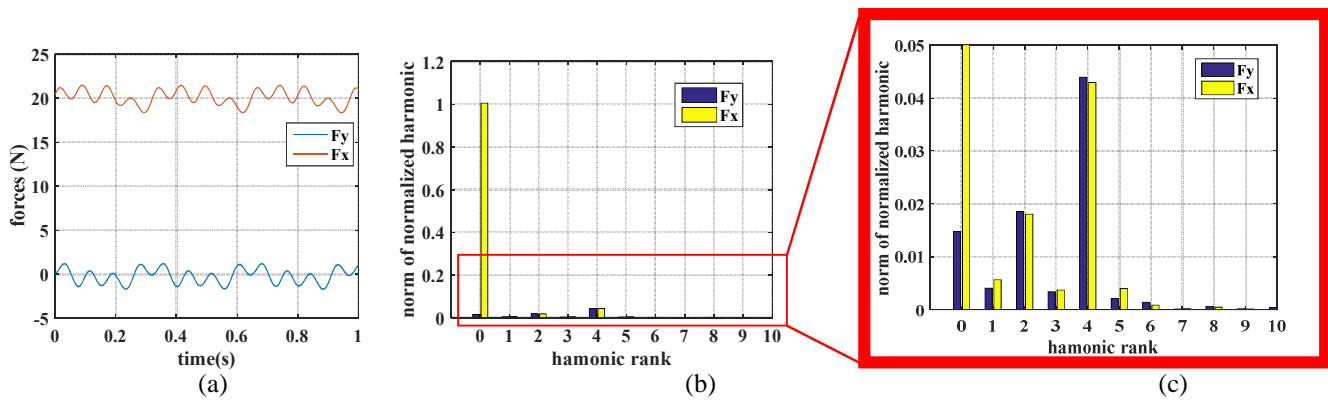 25
20
15
10
5
0
-5
forces (N)
0 0.2 0.4 0.6 0.8 1
time(s)
Fy
Fx
(a)
1.2
1
0.8
0.6
0.4
0.2
0
norm of normalized harmonic
0 1 2 3 4 5 6 7 8 9 10
hamonic rank
Fy
Fx
(b)
0.05
0.04
0.03
0.02
0.01
0
norm of normalized harmonic
0 1 2 3 4 5 6 7 8 9 10
hamonic rank
Fy
Fx
(c)